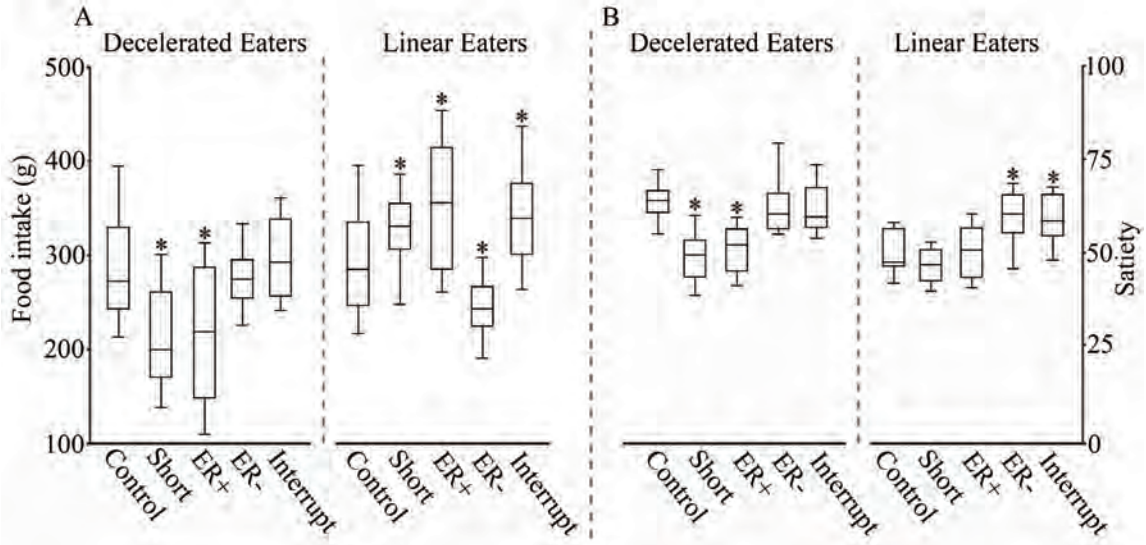 A
B
Decelerated Eaters
Linear Eaters
Decelerated Eaters
Linear Eaters
500
400
300
200
100
Food intake (g)
* * * * * *
* * * *
100
75
50
25
0
Satiety
Control Short ER+ ER- Interrupt
Control Short ER+ ER- Interrupt
Control Short ER+ ER- Interrupt
Control Short ER+ ER- Interrupt